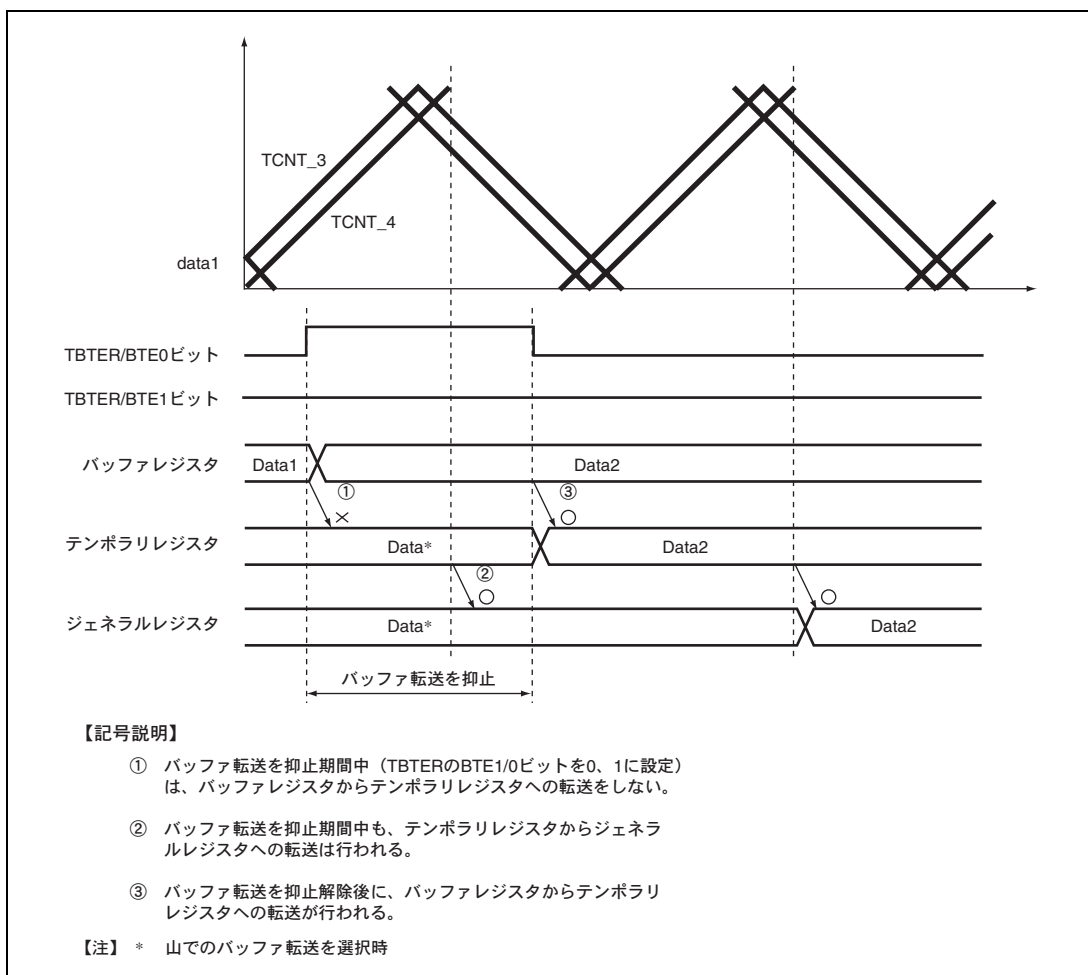 TCNT_3
TCNT_4
data1
TBTER/BTE0ビット
TBTER/BTE1ビット
バッファレジスタ
Data1
Data2
①
×
③
○
テンポラリレジスタ
Data*
Data2
②
○
○
ジェネラルレジスタ
Data*
Data2
バッファ転送を抑止
【記号説明】
① バッファ転送を抑止期間中（TBTERのBTE1/0ビットを0、1に設定）
は、バッファレジスタからテンポラリレジスタへの転送をしない。
② バッファ転送を抑止期間中も、テンポラリレジスタからジェネラ
ルレジスタへの転送は行われる。
③ バッファ転送を抑止解除後に、バッファレジスタからテンポラリ
レジスタへの転送が行われる。
【注】 * 山でのバッファ転送を選択時